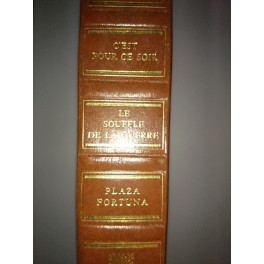 C'EST
POUR CE SOIR
LE
SOUFFLE
DE LA GUERRE
PLAZA
FORTUNA